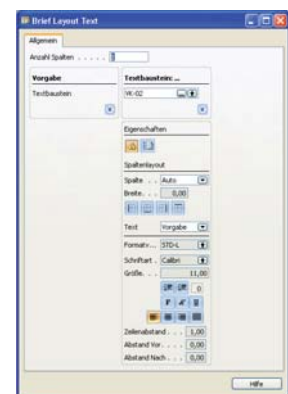 Brief Layout Text
Allgemein
Anzahl Spalten . . . . .
Vorgabe Textbaustein: ...
Textbaustein VK-02
Eigenschaften
Spaltenlayout
Spalte . . Auto
Breite. . . 0,00
Text Vorgabe
Formatv... STD-L
Schriftart . Calibri
Größe. . . 11,00
Zeilenabstand . . . 1,00
Abstand Vor. . . . 0,00
Abstand Nach . . . 0,00
Hilfe